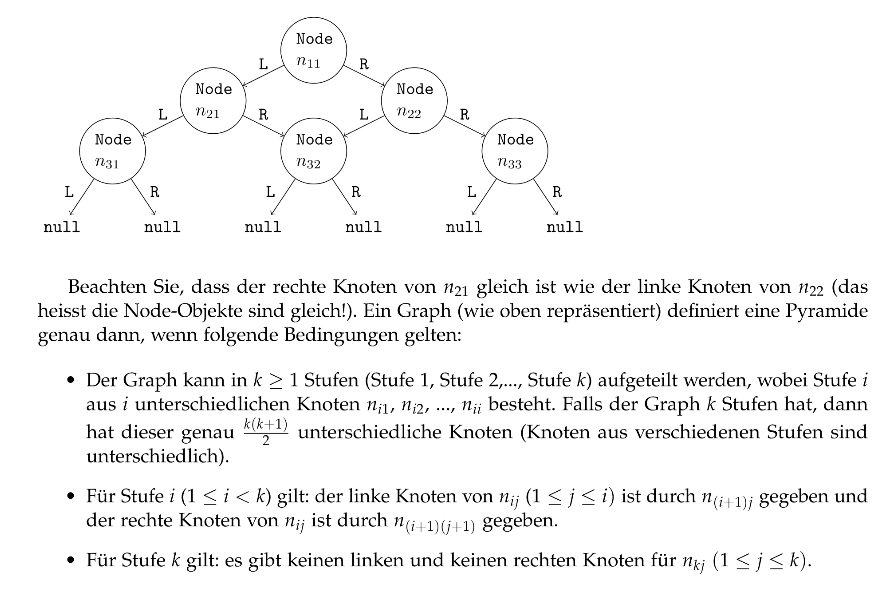 Node
n₁₁
L R
Node Node
n₂₁ n₂₂
L R L R
Node Node Node
n₃₁ n₃₂ n₃₃
L R L R L R
null null null null null null
Beachten Sie, dass der rechte Knoten von n₂₁ gleich ist wie der linke Knoten von n₂₂ (das
heisst die Node-Objekte sind gleich!). Ein Graph (wie oben repräsentiert) definiert eine Pyramide
genau dann, wenn folgende Bedingungen gelten:
• Der Graph kann in k ≥ 1 Stufen (Stufe 1, Stufe 2,..., Stufe k) aufgeteilt werden, wobei Stufe i
aus i unterschiedlichen Knoten nᵢ₁, nᵢ₂, ..., nᵢᵢ besteht. Falls der Graph k Stufen hat, dann
hat dieser genau k(k+1)/2 unterschiedliche Knoten (Knoten aus verschiedenen Stufen sind
unterschiedlich).
• Für Stufe i (1 ≤ i < k) gilt: der linke Knoten von nᵢⱼ (1 ≤ j ≤ i) ist durch n₍ᵢ₊₁₎ⱼ gegeben und
der rechte Knoten von nᵢⱼ ist durch n₍ᵢ₊₁₎₍ⱼ₊₁₎ gegeben.
• Für Stufe k gilt: es gibt keinen linken und keinen rechten Knoten für nₖⱼ (1 ≤ j ≤ k).